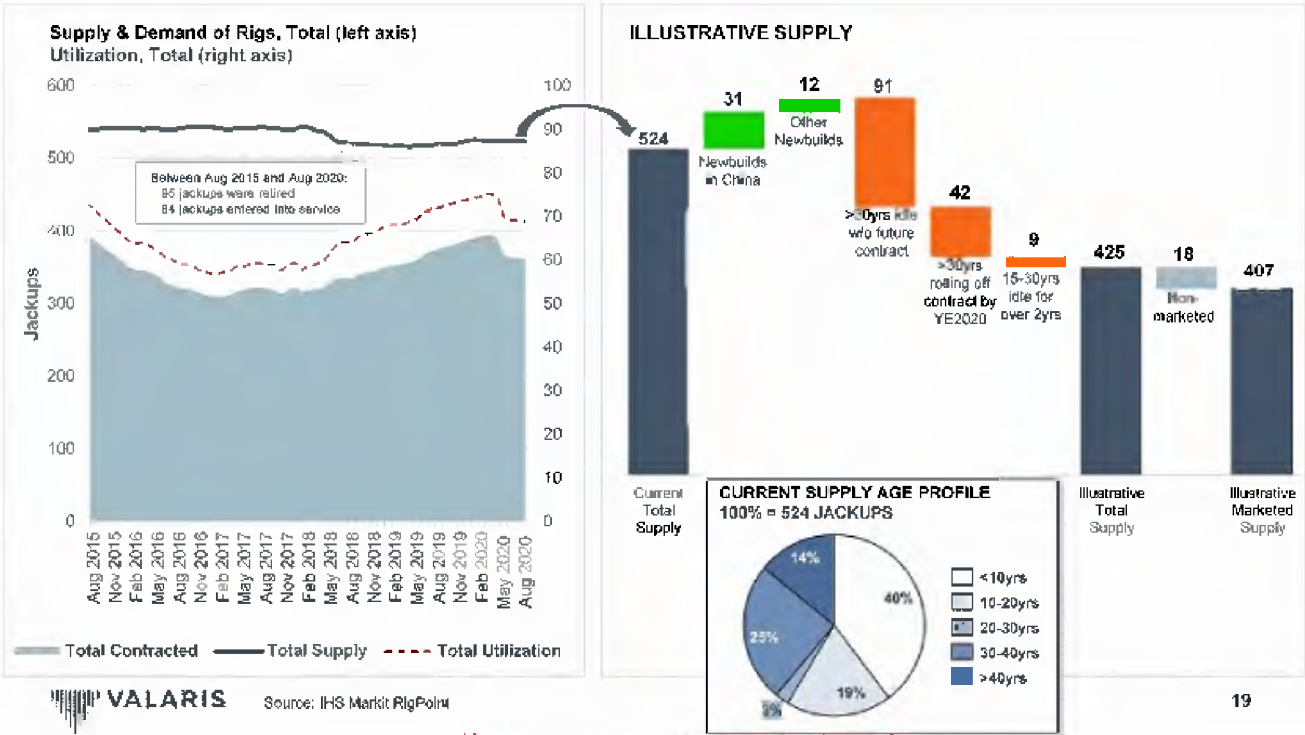 Supply & Demand of Rigs, Total (left axis)
Utilization, Total (right axis)
600
500
400
300
200
100
0
Jackups
100
90
80
70
60
50
40
30
20
10
0
Between Aug 2015 and Aug 2020:
95 jackups were retired
84 jackups entered into service
Aug 2015
Nov 2015
Feb 2016
May 2016
Aug 2016
Nov 2016
Feb 2017
May 2017
Aug 2017
Nov 2017
Feb 2018
May 2018
Aug 2018
Nov 2018
Feb 2019
May 2019
Aug 2019
Nov 2019
Feb 2020
May 2020
Aug 2020
Total Contracted
Total Supply
Total Utilization
ILLUSTRATIVE SUPPLY
524
Current
Total
Supply
31
Newbuilds
in China
12
Other
Newbuilds
91
>30yrs idle
w/o future
contract
42
>30yrs
rolling off
contract by
YE2020
9
15-30yrs
idle for
over 2yrs
425
Illustrative
Total
Supply
18
Non-
marketed
407
Illustrative
Marketed
Supply
CURRENT SUPPLY AGE PROFILE
100% = 524 JACKUPS
14%
40%
25%
19%
3%
<10yrs
10-20yrs
20-30yrs
30-40yrs
>40yrs
VALARIS
Source: IHS Markit RigPoint
19